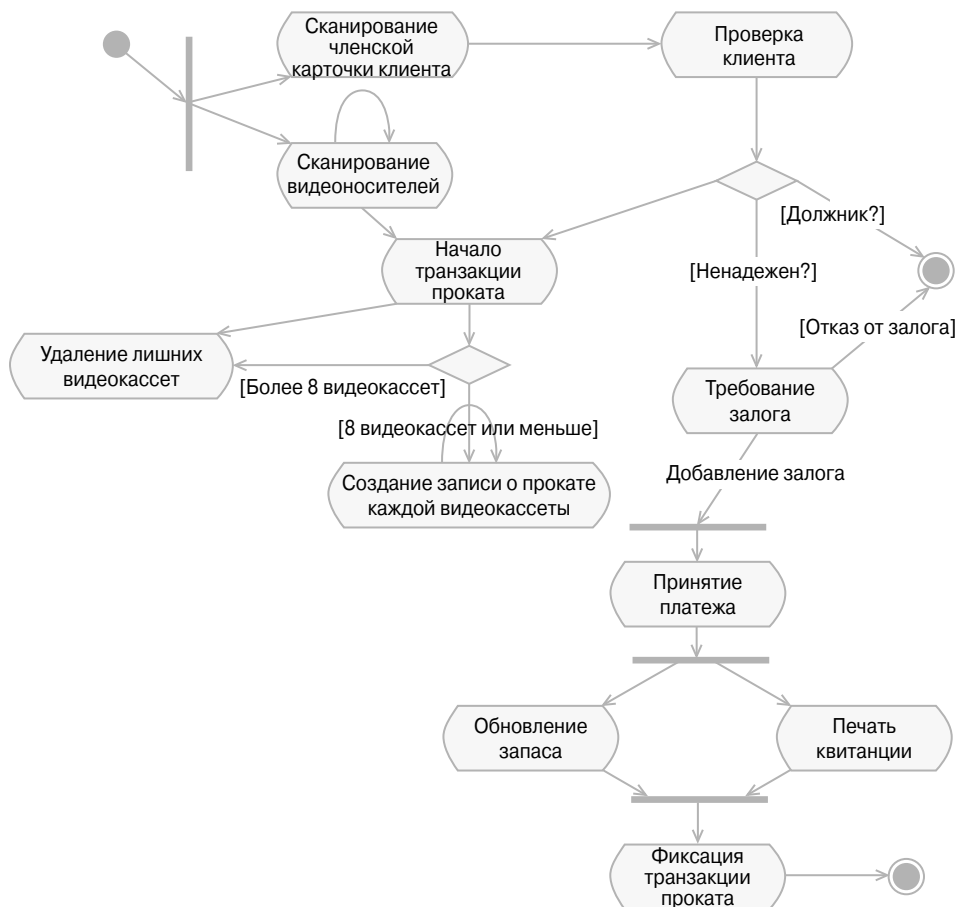 Сканирование
членской
карточки клиента
Проверка
клиента
Сканирование
видеоносителей
[Должник?]
Начало
транзакции
проката
[Ненадежен?]
[Отказ от залога]
Удаление лишних
видеокассет
[Более 8 видеокассет]
Требование
залога
[8 видеокассет или меньше]
Добавление залога
Создание записи о прокате
каждой видеокассеты
Принятие
платежа
Обновление
запаса
Печать
квитанции
Фиксация
транзакции
проката